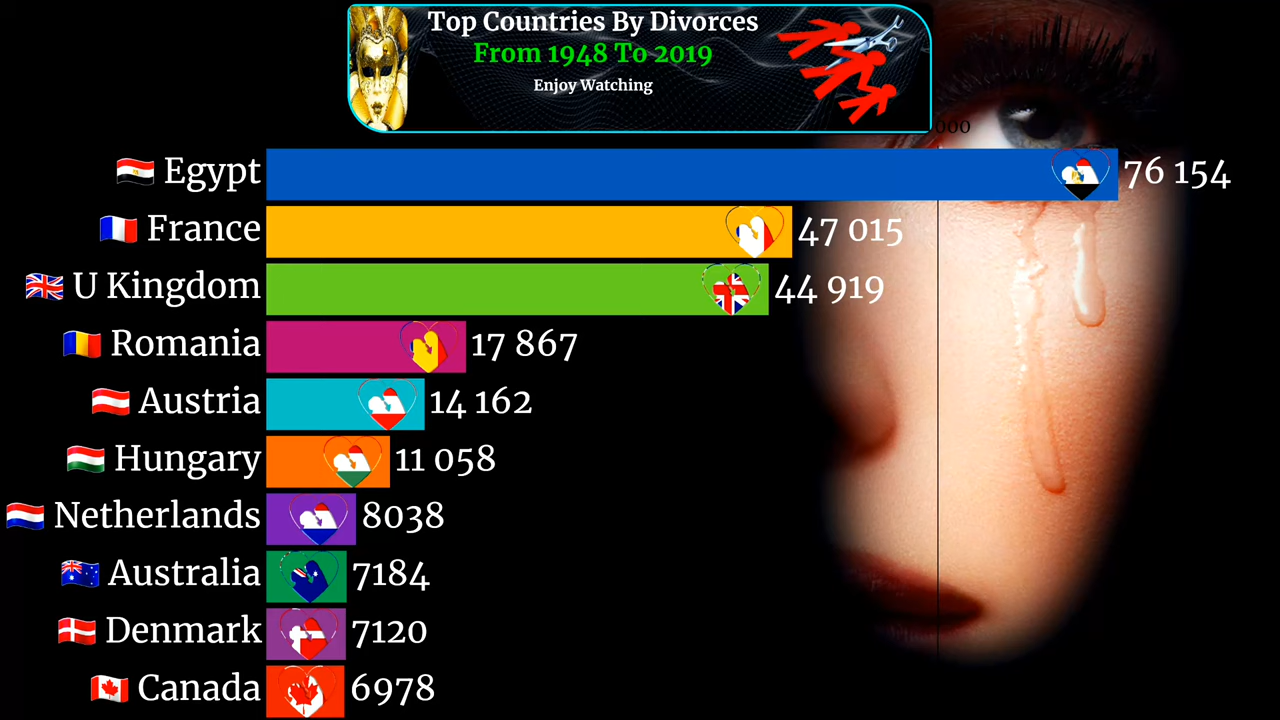 Top Countries By Divorces
From 1948 To 2019
Enjoy Watching
000
Egypt 76 154
France 47 015
U Kingdom 44 919
Romania 17 867
Austria 14 162
Hungary 11 058
Netherlands 8038
Australia 7184
Denmark 7120
Canada 6978